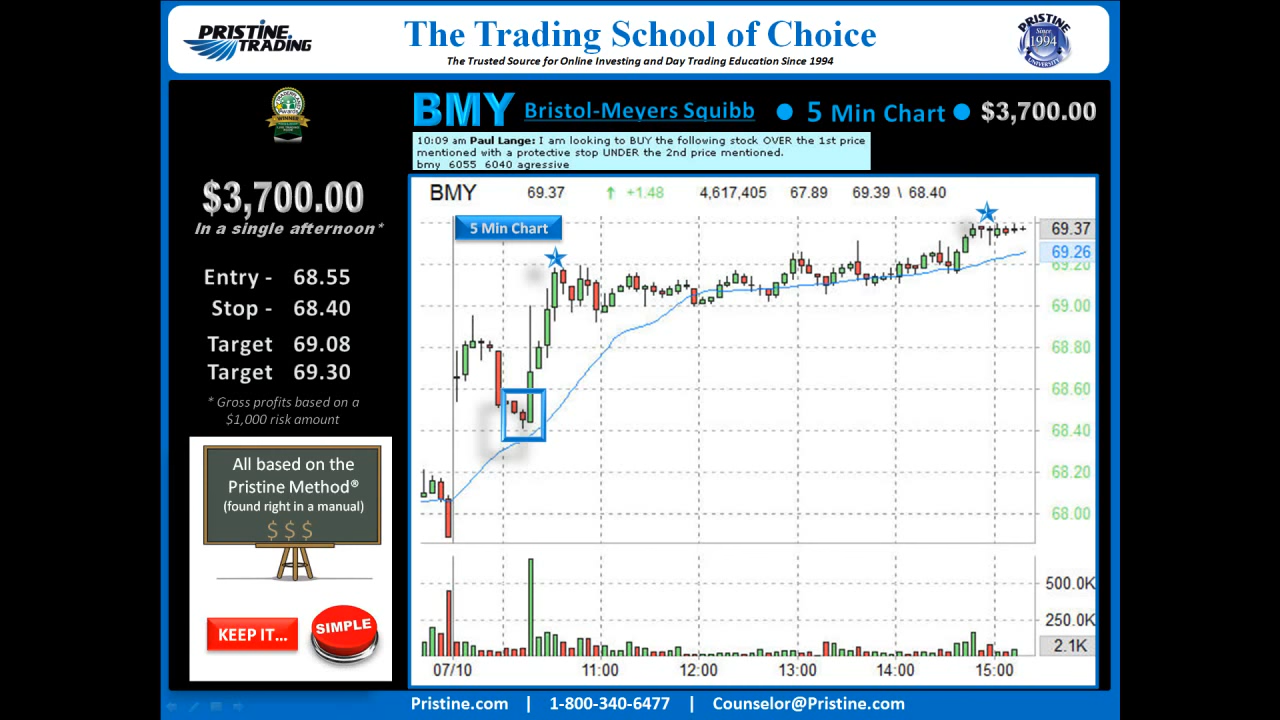 PRISTINE
TRADING
The Trading School of Choice
The Trusted Source for Online Investing and Day Trading Education Since 1994
PRISTINE
Since
1994
UNIVERSITY
WINNER
BMY Bristol-Meyers Squibb ● 5 Min Chart ● $3,700.00
10:09 am Paul Lange: I am looking to BUY the following stock OVER the 1st price
mentioned with a protective stop UNDER the 2nd price mentioned.
bmy 6055 6040 agressive
$3,700.00
In a single afternoon*
Entry - 68.55
Stop - 68.40
Target 69.08
Target 69.30
* Gross profits based on a
$1,000 risk amount
All based on the
Pristine Method®
(found right in a manual)
$ $ $
KEEP IT...
SIMPLE
BMY 69.37 +1.48 4,617,405 67.89 69.39 \ 68.40
5 Min Chart
69.37
69.26
69.20
69.00
68.80
68.60
68.40
68.20
68.00
500.0K
250.0K
2.1K
07/10 11:00 12:00 13:00 14:00 15:00
Pristine.com | 1-800-340-6477 | Counselor@Pristine.com